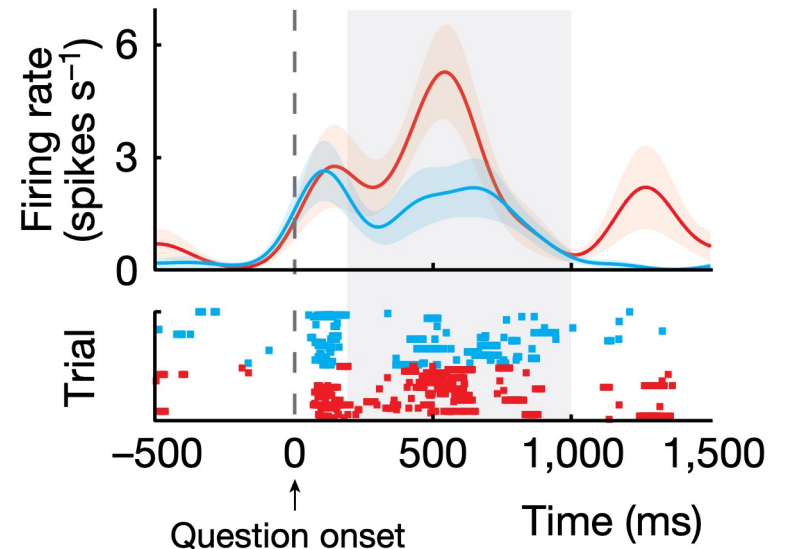 Firing rate
(spikes s⁻¹)
6
3
0
Trial
–500
0
500
1,000
1,500
Question onset
Time (ms)